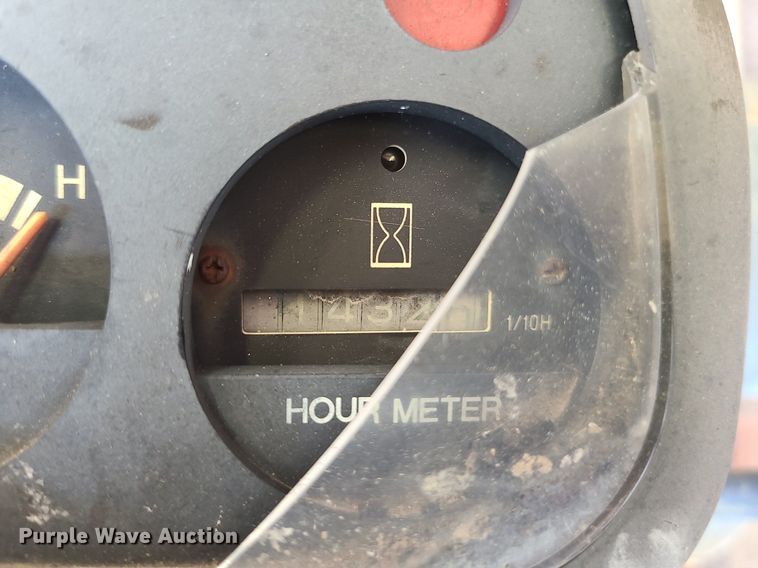 H
1432
1/10H
HOUR METER
Purple Wave Auction